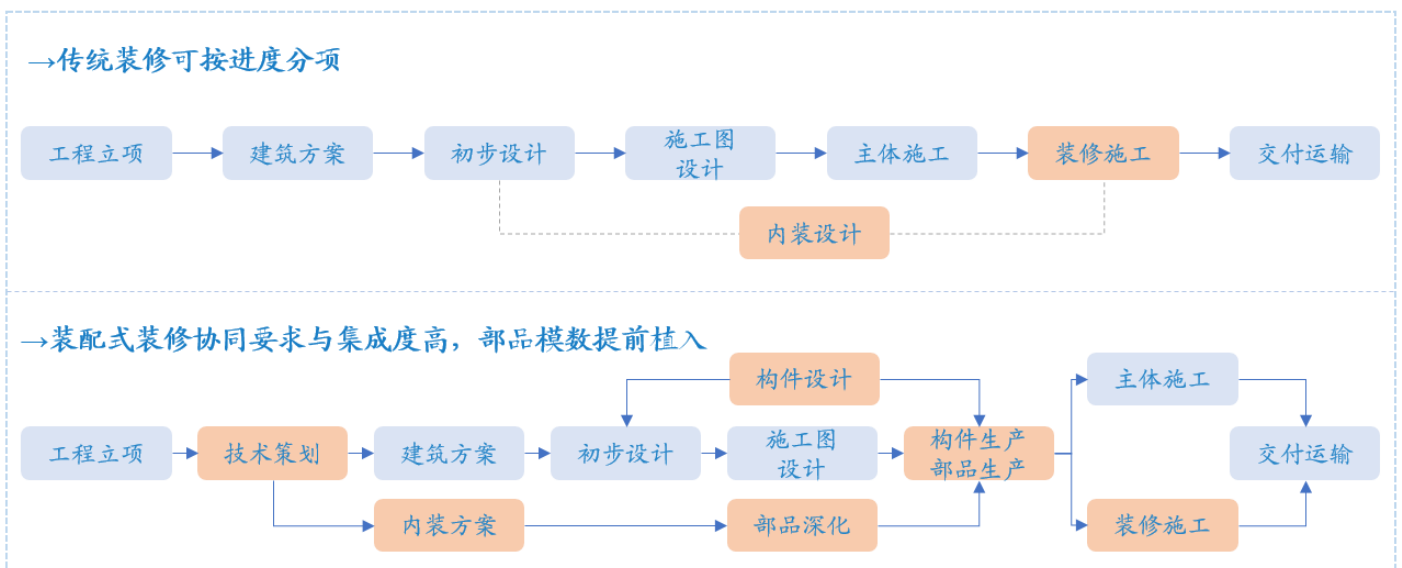 →传统装修可按进度分项
工程立项
建筑方案
初步设计
施工图
设计
主体施工
装修施工
交付运输
内装设计
→装配式装修协同要求与集成度高，部品模数提前植入
构件设计
主体施工
工程立项
技术策划
建筑方案
初步设计
施工图
设计
构件生产
部品生产
交付运输
内装方案
部品深化
装修施工